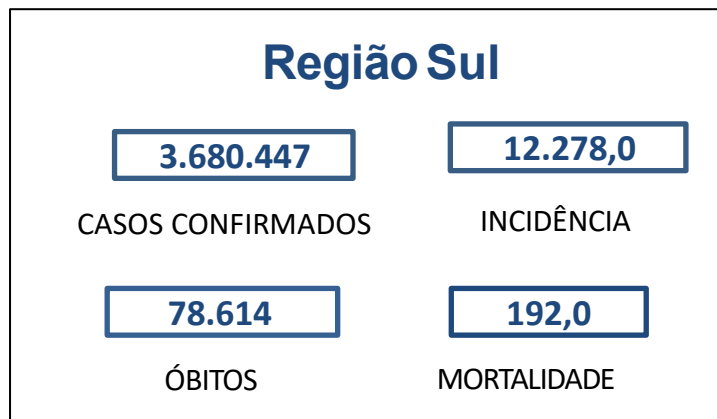 Região Sul
3.680.447
12.278,0
CASOS CONFIRMADOS
INCIDÊNCIA
78.614
192,0
ÓBITOS
MORTALIDADE